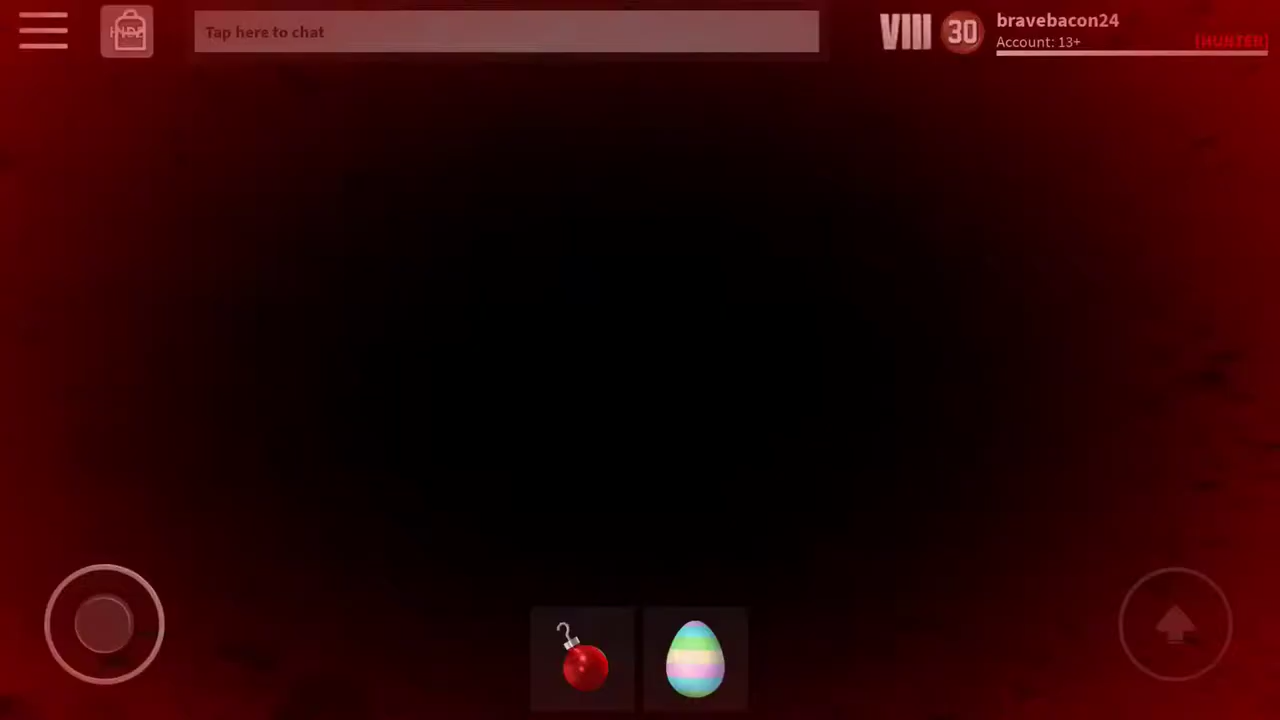 Tap here to chat
VIII
30
bravebacon24
Account: 13+
[HUNTER]